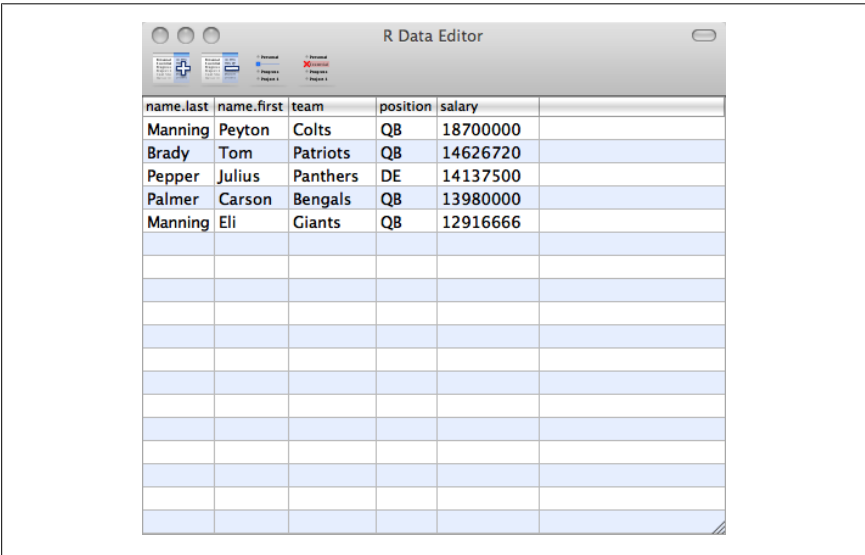 R Data Editor
name.last name.first team position salary
Manning Peyton Colts QB 18700000
Brady Tom Patriots QB 14626720
Pepper Julius Panthers DE 14137500
Palmer Carson Bengals QB 13980000
Manning Eli Giants QB 12916666